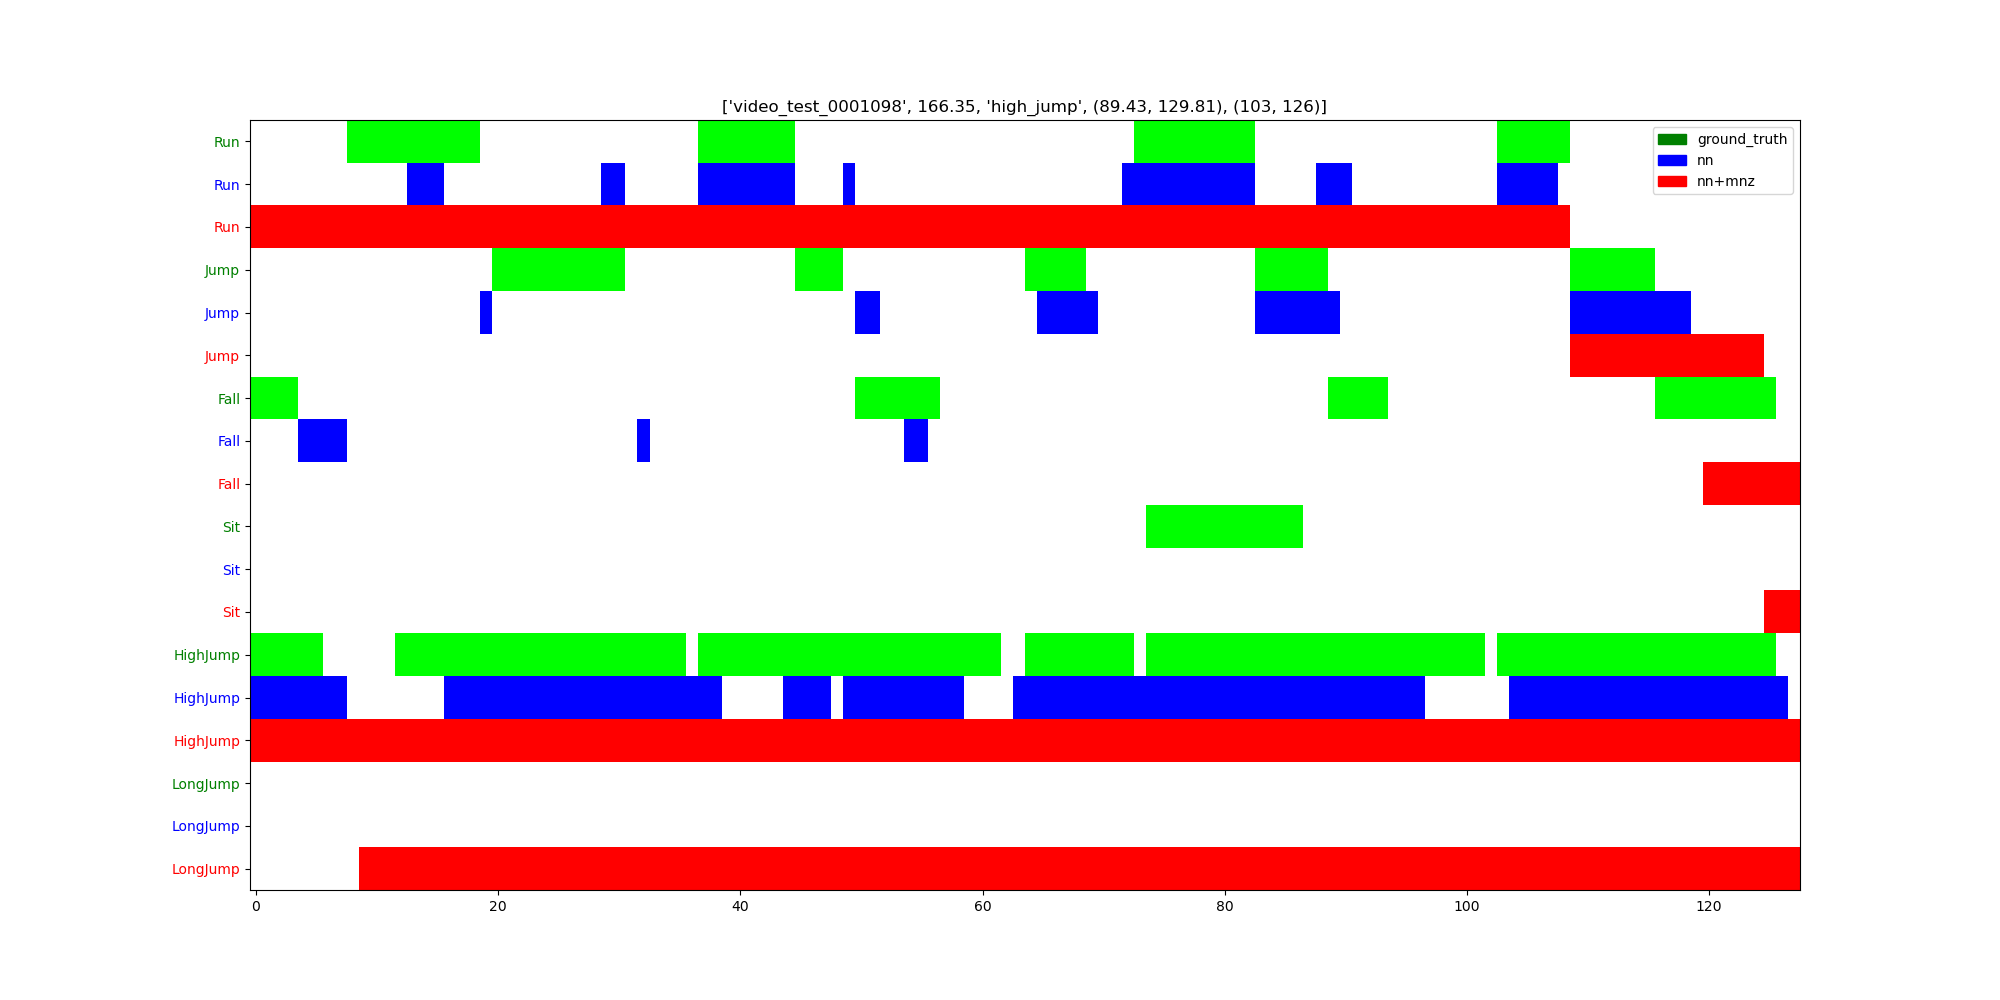 ['video_test_0001098', 166.35, 'high_jump', (89.43, 129.81), (103, 126)]
Run
Run
Run
Jump
Jump
Jump
Fall
Fall
Fall
Sit
Sit
Sit
HighJump
HighJump
HighJump
LongJump
LongJump
LongJump
ground_truth
nn
nn+mnz
0 20 40 60 80 100 120